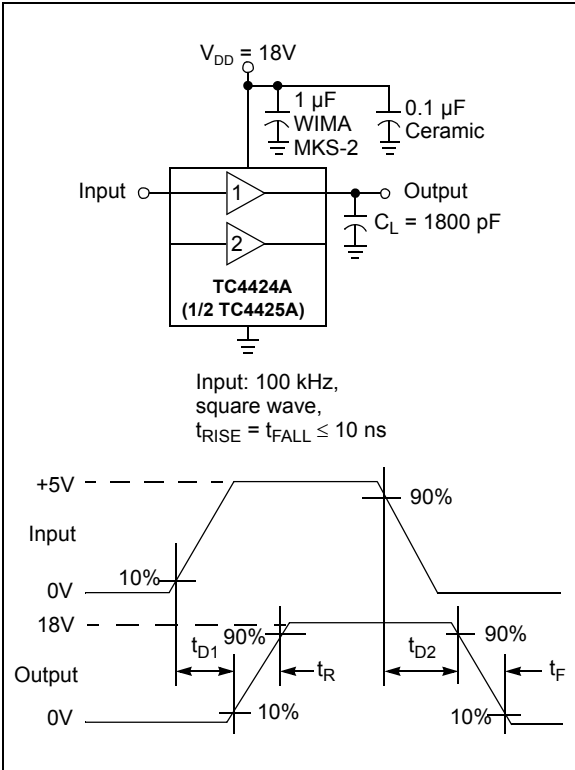 V_DD = 18V
1 µF
WIMA
MKS-2
0.1 µF
Ceramic
Input
1
Output
C_L = 1800 pF
2
TC4424A
(1/2 TC4425A)
Input: 100 kHz,
square wave,
t_RISE = t_FALL ≤ 10 ns
+5V
90%
Input
10%
0V
18V
90%
t_D1
t_R
t_D2
90%
t_F
Output
10%
10%
0V